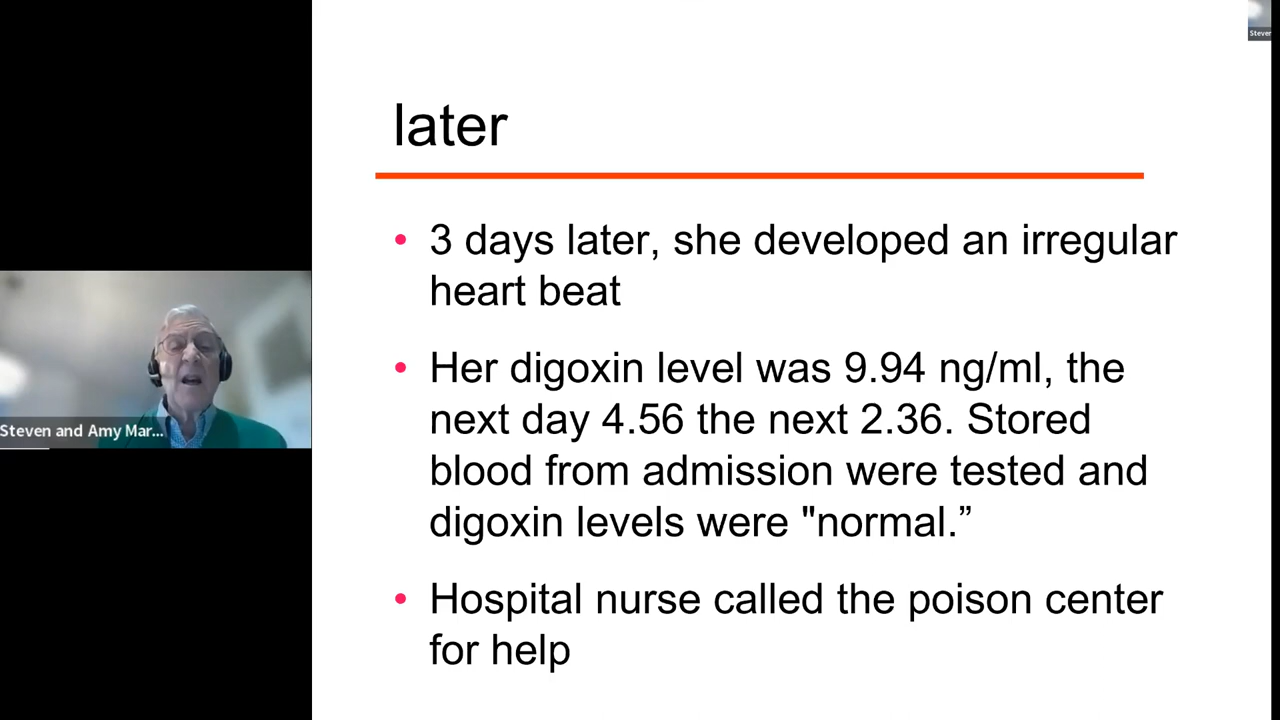 Steven
later
• 3 days later, she developed an irregular
heart beat
• Her digoxin level was 9.94 ng/ml, the
next day 4.56 the next 2.36. Stored
blood from admission were tested and
digoxin levels were "normal.”
• Hospital nurse called the poison center
for help
Steven and Amy Mar...